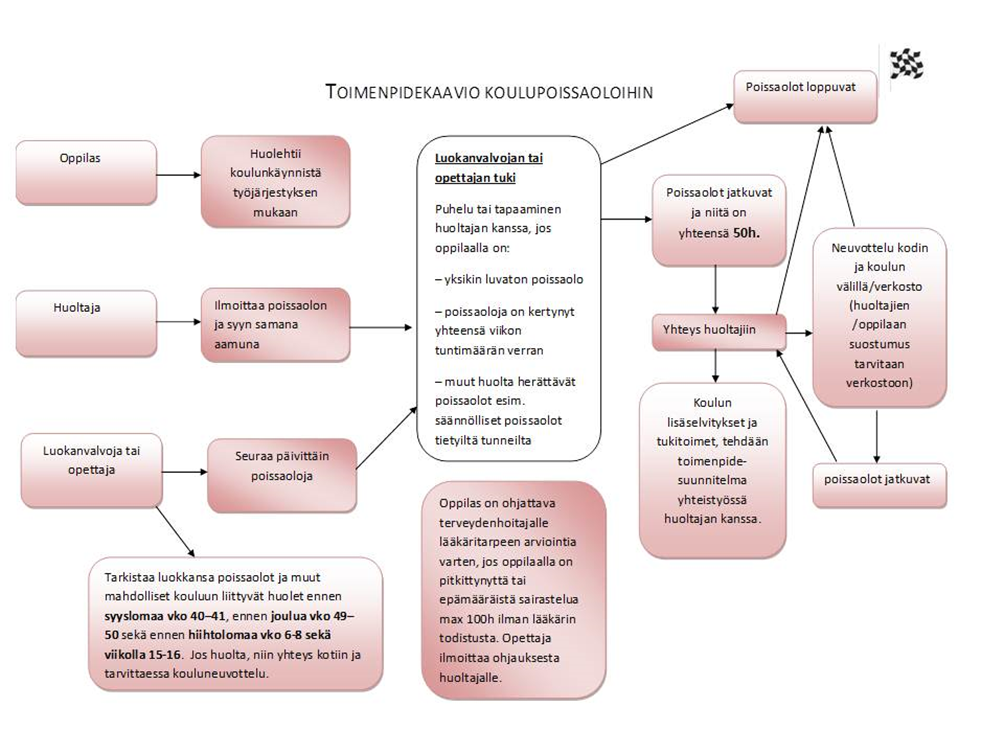 TOIMENPIDEKAAVIO KOULUPOISSAOLOIHIN
Poissaolot loppuvat
Oppilas
Huolehtii
koulunkäynnistä
työjärjestyksen
mukaan
Huoltaja
Ilmoittaa poissaolon
ja syyn samana
aamuna
Luokanvalvoja tai
opettaja
Seuraa päivittäin
poissaoloja
Tarkistaa luokkansa poissaolot ja muut
mahdolliset kouluun liittyvät huolet ennen
syyslomaa vko 40–41, ennen joulua vko 49–
50 sekä ennen hiihtolomaa vko 6-8 sekä
viikolla 15-16. Jos huolta, niin yhteys kotiin ja
tarvittaessa kouluneuvottelu.
Luokanvalvojan tai
opettajan tuki
Puhelu tai tapaaminen
huoltajan kanssa, jos
oppilaalla on:
– yksikin luvaton poissaolo
– poissaoloja on kertynyt
yhteensä viikon
tuntimäärän verran
– muut huolta herättävät
poissaolot esim.
säännölliset poissaolot
tietyiltä tunneilta
Oppilas on ohjattava
terveydenhoitajalle
lääkäritarpeen arviointia
varten, jos oppilaalla on
pitkittynyttä tai
epämääräistä sairastelua
max 100h ilman lääkärin
todistusta. Opettaja
ilmoittaa ohjauksesta
huoltajalle.
Poissaolot jatkuvat
ja niitä on
yhteensä 50h.
Yhteys huoltajiin
Koulun
lisäselvitykset ja
tukitoimet, tehdään
toimenpide-
suunnitelma
yhteistyössä
huoltajan kanssa.
Neuvottelu kodin
ja koulun
välillä/verkosto
(huoltajien
/oppilaan
suostumus
tarvitaan
verkostoon)
poissaolot jatkuvat